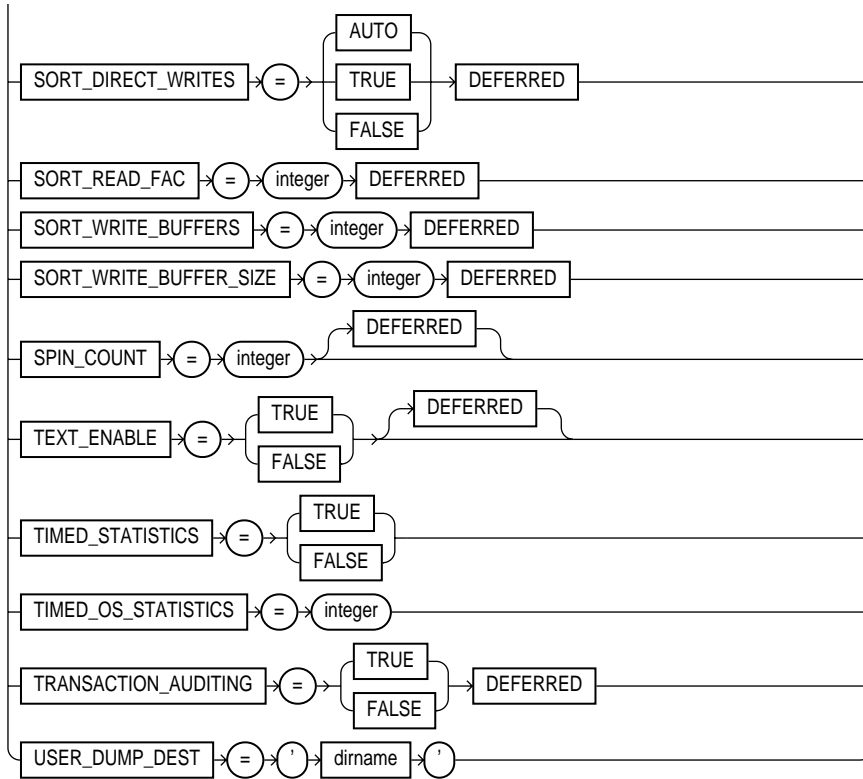 AUTO
SORT_DIRECT_WRITES = TRUE DEFERRED
FALSE
SORT_READ_FAC = integer DEFERRED
SORT_WRITE_BUFFERS = integer DEFERRED
SORT_WRITE_BUFFER_SIZE = integer DEFERRED
DEFERRED
SPIN_COUNT = integer
TRUE DEFERRED
TEXT_ENABLE =
FALSE
TRUE
TIMED_STATISTICS =
FALSE
TIMED_OS_STATISTICS = integer
TRUE
TRANSACTION_AUDITING = DEFERRED
FALSE
USER_DUMP_DEST = ' dirname '